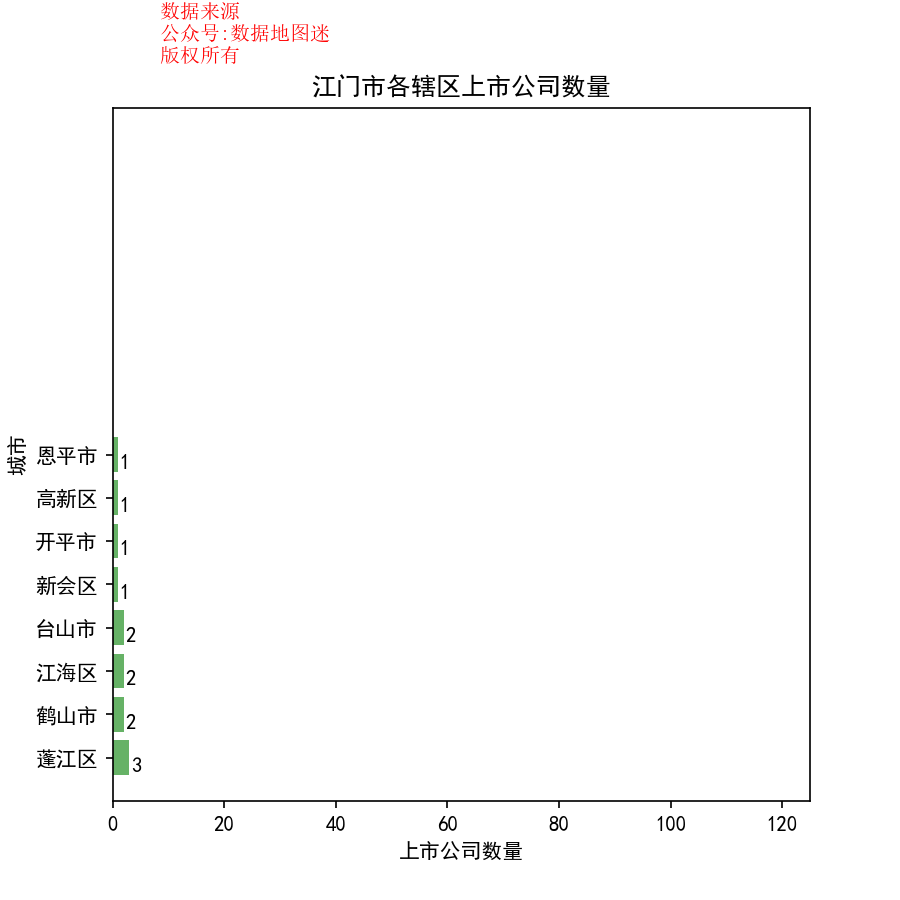 数据来源
公众号:数据地图迷
版权所有
江门市各辖区上市公司数量
城市
恩平市 1
高新区 1
开平市 1
新会区 1
台山市 2
江海区 2
鹤山市 2
蓬江区 3
0 20 40 60 80 100 120
上市公司数量